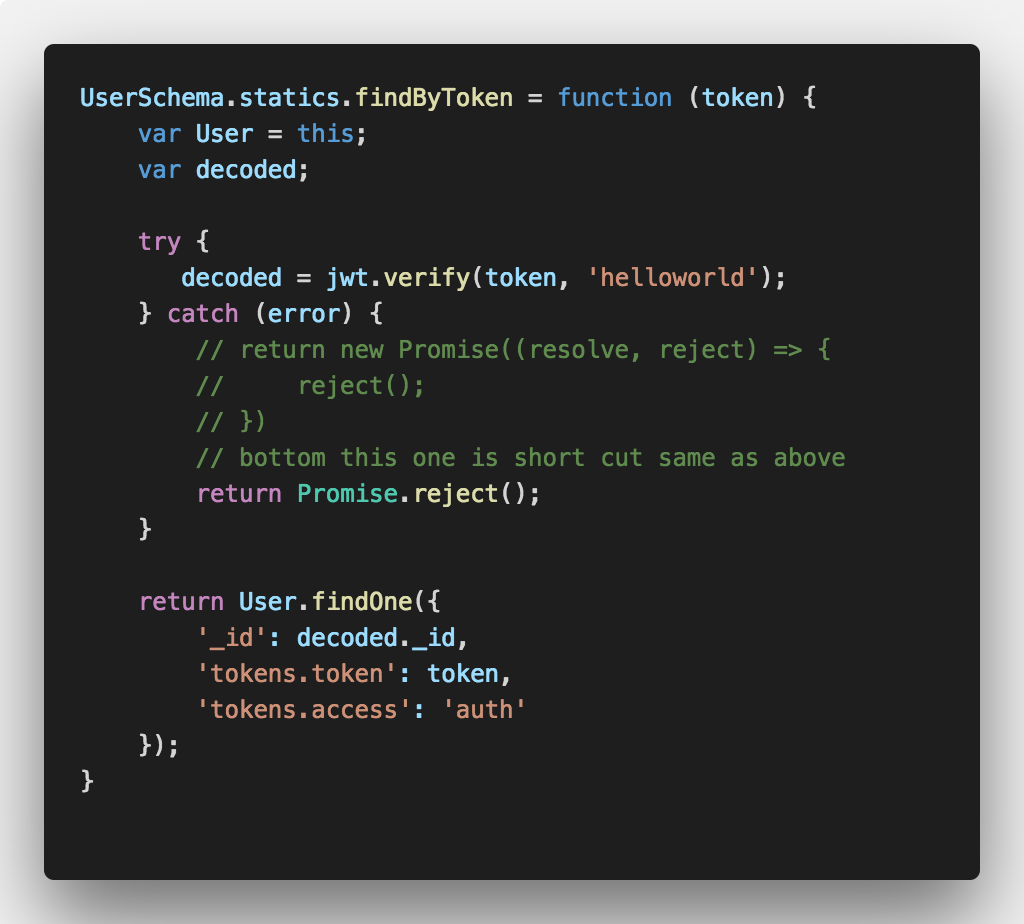 UserSchema.statics.findByToken = function (token) {
    var User = this;
    var decoded;

    try {
       decoded = jwt.verify(token, 'helloworld');
    } catch (error) {
        // return new Promise((resolve, reject) => {
        //     reject();
        // })
        // bottom this one is short cut same as above
        return Promise.reject();
    }

    return User.findOne({
        '_id': decoded._id,
        'tokens.token': token,
        'tokens.access': 'auth'
    });
}